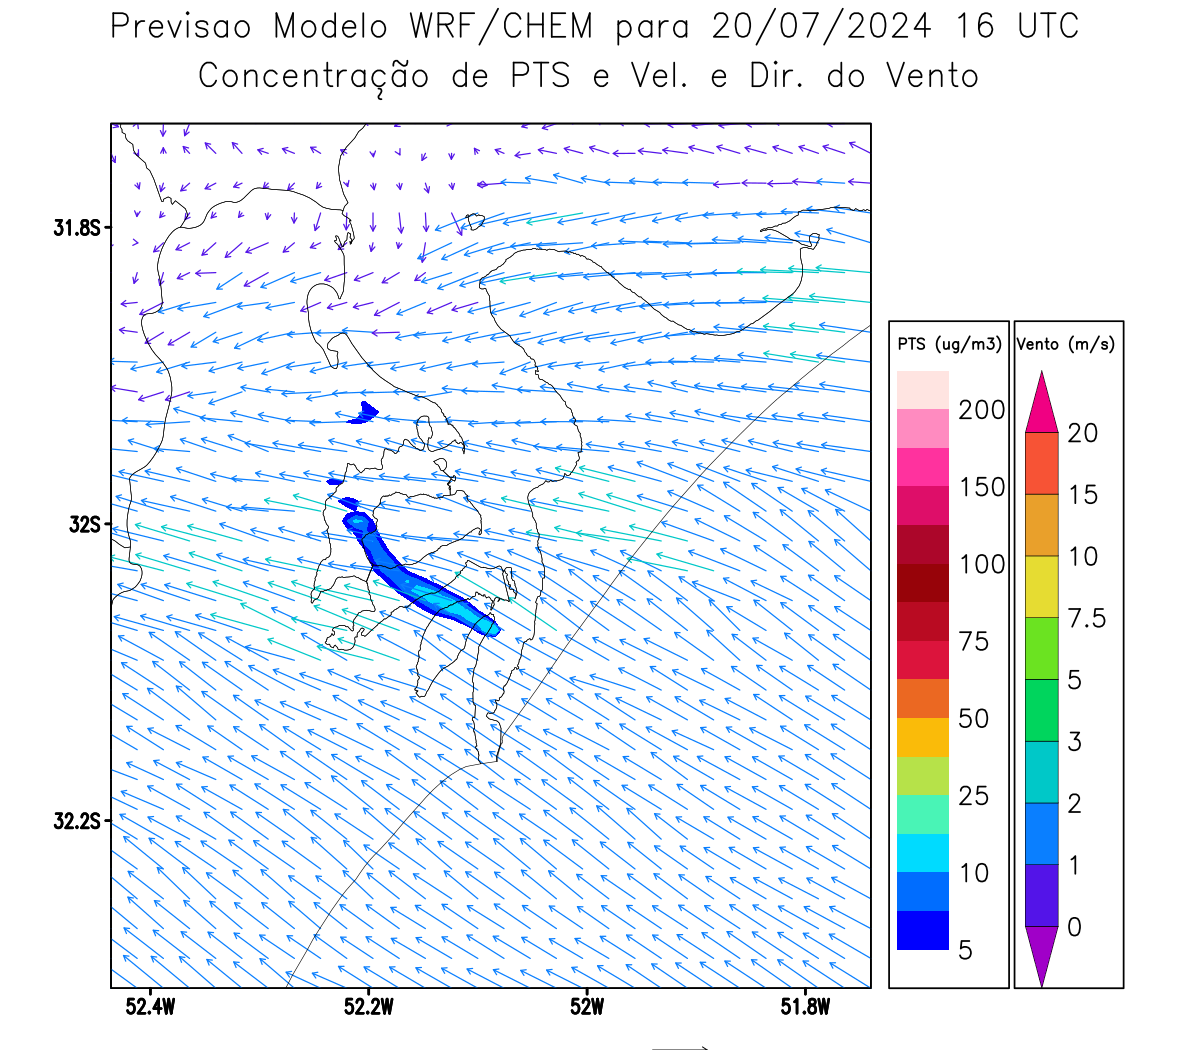 Previsao Modelo WRF/CHEM para 20/07/2024 16 UTC
Concentração de PTS e Vel. e Dir. do Vento
31.8S
32S
32.2S
52.4W
52.2W
52W
51.8W
PTS (ug/m3)
200
150
100
75
50
25
10
5
Vento (m/s)
20
15
10
7.5
5
3
2
1
0